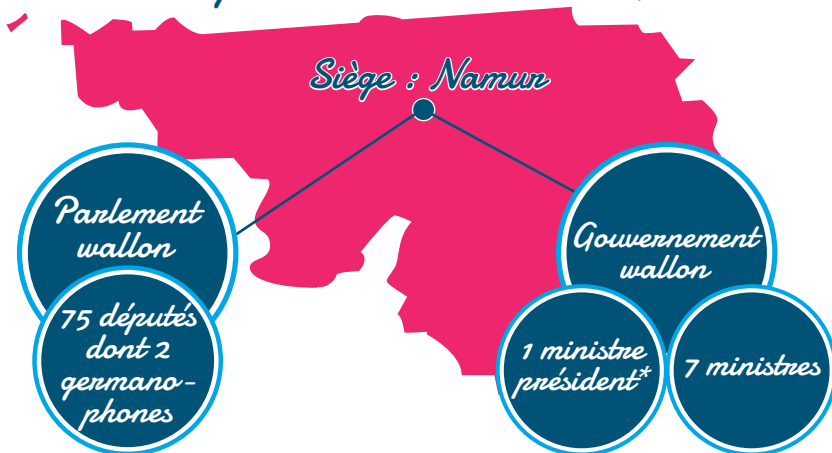 Siège : Namur
Parlement
wallon
75 députés
dont 2
germano-
phones
Gouvernement
wallon
1 ministre
président*
7 ministres